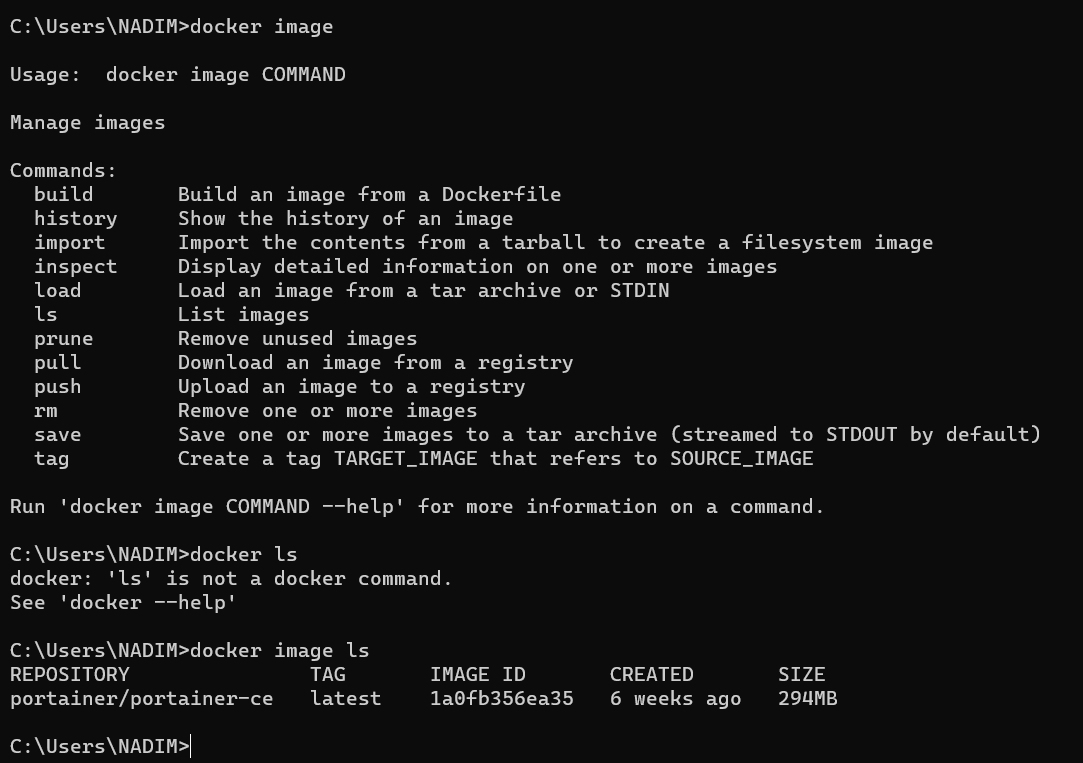 C:\Users\NADIM>docker image
Usage:  docker image COMMAND
Manage images
Commands:
  build       Build an image from a Dockerfile
  history     Show the history of an image
  import      Import the contents from a tarball to create a filesystem image
  inspect     Display detailed information on one or more images
  load        Load an image from a tar archive or STDIN
  ls          List images
  prune       Remove unused images
  pull        Download an image from a registry
  push        Upload an image to a registry
  rm          Remove one or more images
  save        Save one or more images to a tar archive (streamed to STDOUT by default)
  tag         Create a tag TARGET_IMAGE that refers to SOURCE_IMAGE
Run 'docker image COMMAND --help' for more information on a command.
C:\Users\NADIM>docker ls
docker: 'ls' is not a docker command.
See 'docker --help'
C:\Users\NADIM>docker image ls
REPOSITORY               TAG       IMAGE ID       CREATED       SIZE
portainer/portainer-ce   latest    1a0fb356ea35   6 weeks ago   294MB
C:\Users\NADIM>